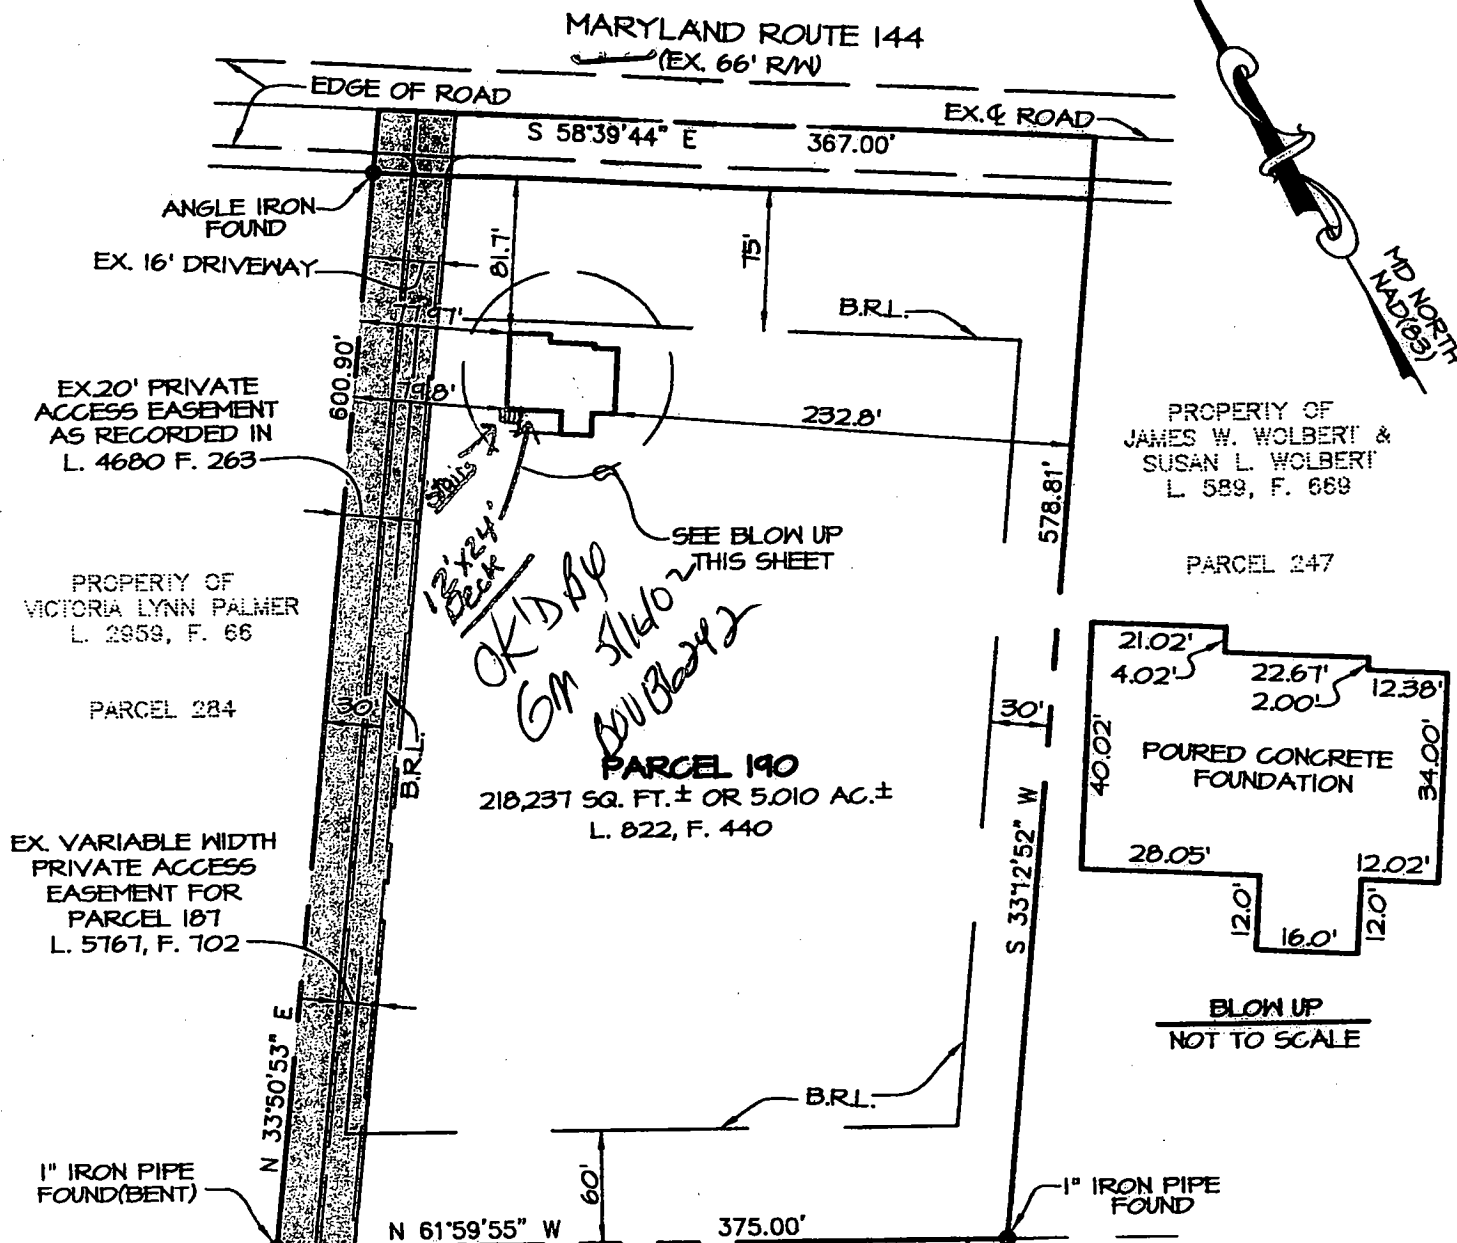 MARYLAND ROUTE 144
(EX. 66' R/W)
EDGE OF ROAD
EX. ℄ ROAD
S 58°39'44" E
367.00'
ANGLE IRON
FOUND
EX. 16' DRIVEWAY
81.7'
75'
B.R.L.
MD NORTH
NAD('83)
77.97'
600.90'
79.8'
232.8'
578.81'
EX.20' PRIVATE
ACCESS EASEMENT
AS RECORDED IN
L. 4680 F. 263
PROPERTY OF
JAMES W. WOLBERT &
SUSAN L. WOLBERT
L. 589, F. 669
PARCEL 247
Stairs
12'x24'
Deck
SEE BLOW UP
THIS SHEET
OK'D By
GM 5/16/02
PROPERTY OF
VICTORIA LYNN PALMER
L. 2959, F. 66
PARCEL 284
30'
B.R.L.
30'
PARCEL 190
218,237 SQ. FT.± OR 5.010 AC.±
L. 822, F. 440
S 33°12'52" W
21.02'
4.02'
22.67'
2.00'
12.38'
40.02'
POURED CONCRETE
FOUNDATION
34.00'
28.05'
12.02'
12.0'
16.0'
12.0'
BLOW UP
NOT TO SCALE
EX. VARIABLE WIDTH
PRIVATE ACCESS
EASEMENT FOR
PARCEL 187
L. 5767, F. 702
N 33°50'53" E
B.R.L.
60'
1" IRON PIPE
FOUND(BENT)
1" IRON PIPE
FOUND
N 61°59'55" W
375.00'